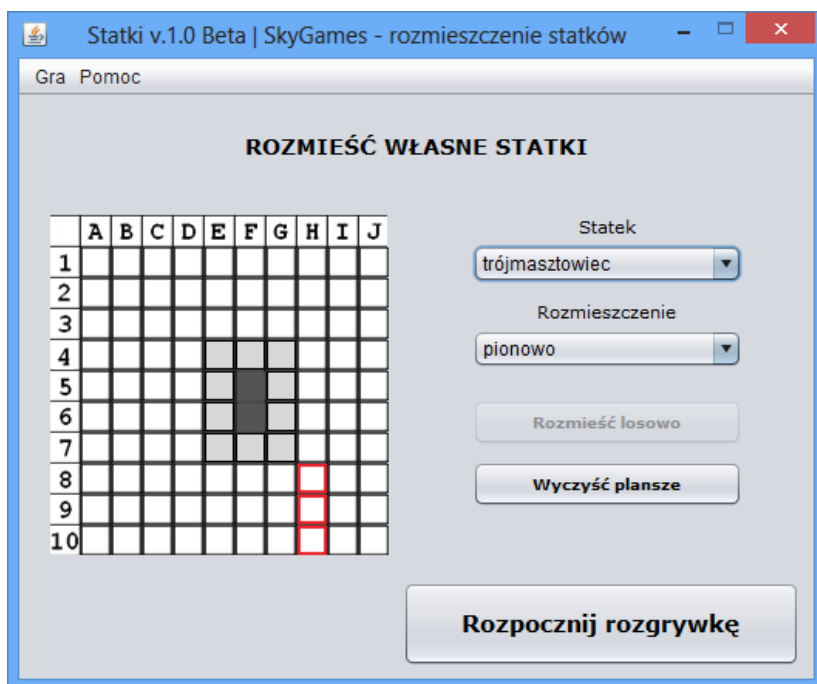 Statki v.1.0 Beta | SkyGames - rozmieszczenie statków
Gra Pomoc
ROZMIEŚĆ WŁASNE STATKI
A B C D E F G H I J
1
2
3
4
5
6
7
8
9
10
Statek
trójmasztowiec
Rozmieszczenie
pionowo
Rozmieść losowo
Wyczyść plansze
Rozpocznij rozgrywkę